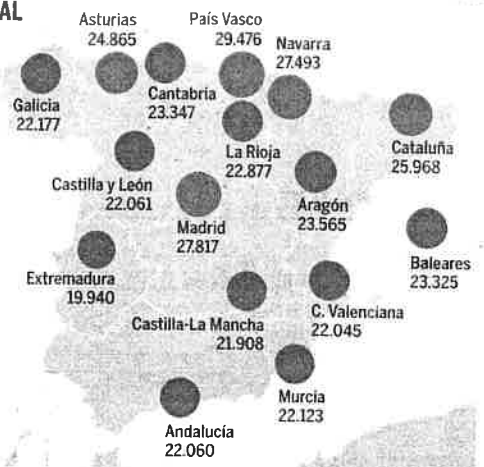 AL
Asturias
24.865
País Vasco
29.476
Navarra
27.493
Galicia
22.177
Cantabria
23.347
La Rioja
22.877
Cataluña
25.968
Castilla y León
22.061
Madrid
27.817
Aragón
23.565
Baleares
23.325
Extremadura
19.940
Castilla-La Mancha
21.908
C. Valenciana
22.045
Murcia
22.123
Andalucía
22.060